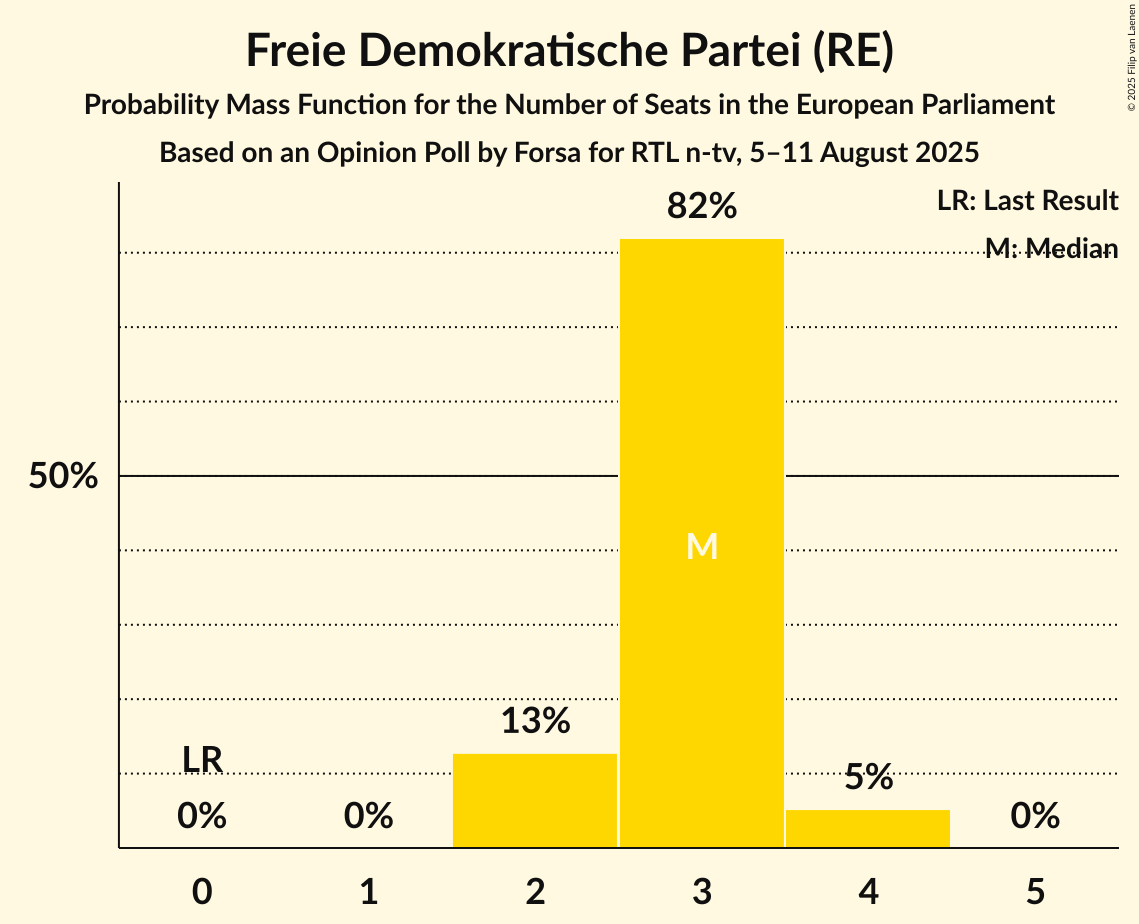 Freie Demokratische Partei (RE)
Probability Mass Function for the Number of Seats in the European Parliament
Based on an Opinion Poll by Forsa for RTL n-tv, 5–11 August 2025
© 2025 Filip van Laenen
LR: Last Result
M: Median
82%
50%
M
13%
LR
5%
0%
0%
0%
0
1
2
3
4
5